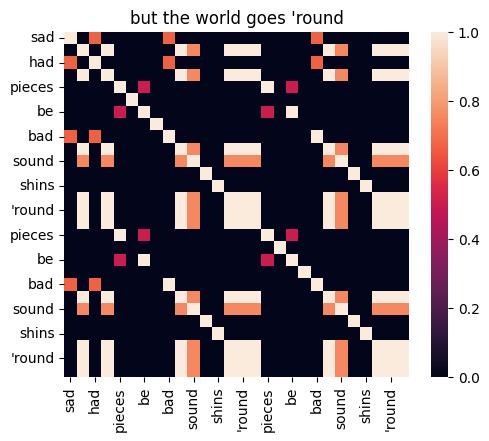 but the world goes 'round
sad
had
pieces
be
bad
sound
shins
'round
pieces
be
bad
sound
shins
'round
1.0
0.8
0.6
0.4
0.2
0.0
sad
had
pieces
be
bad
sound
shins
'round
pieces
be
bad
sound
shins
'round